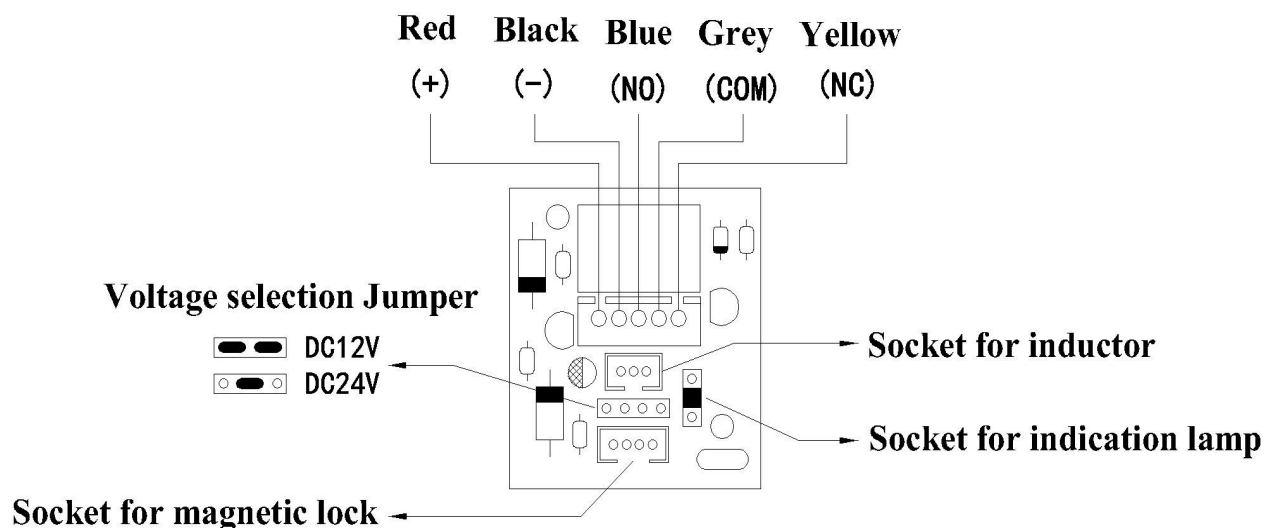 Red Black Blue Grey Yellow
(+) (-) (NO) (COM) (NC)
Voltage selection Jumper
DC12V
DC24V
Socket for inductor
Socket for indication lamp
Socket for magnetic lock